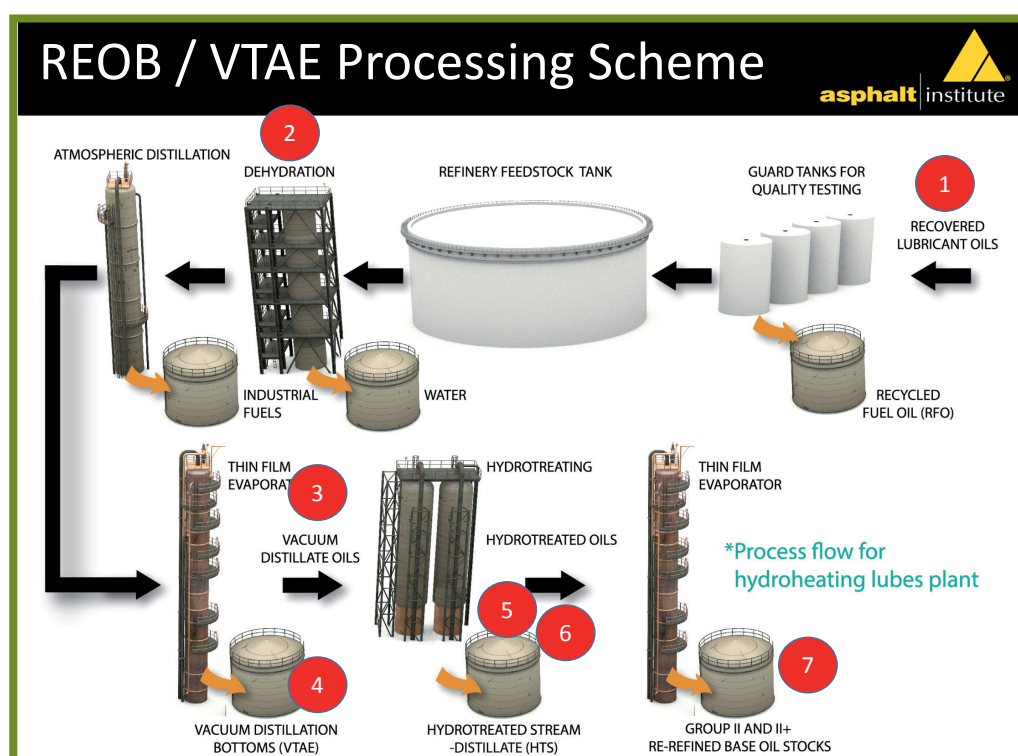 REOB / VTAE Processing Scheme
asphalt institute
2
ATMOSPHERIC DISTILLATION
DEHYDRATION
REFINERY FEEDSTOCK TANK
GUARD TANKS FOR
QUALITY TESTING
1
RECOVERED
LUBRICANT OILS
INDUSTRIAL
FUELS
WATER
RECYCLED
FUEL OIL (RFO)
THIN FILM
3
VACUUM
DISTILLATE OILS
HYDROTREATING
HYDROTREATED OILS
THIN FILM
EVAPORATOR
*Process flow for
hydroheating lubes plant
5
6
4
7
VACUUM DISTILLATION
BOTTOMS (VTAE)
HYDROTREATED STREAM
-DISTILLATE (HTS)
GROUP II AND II+
RE-REFINED BASE OIL STOCKS